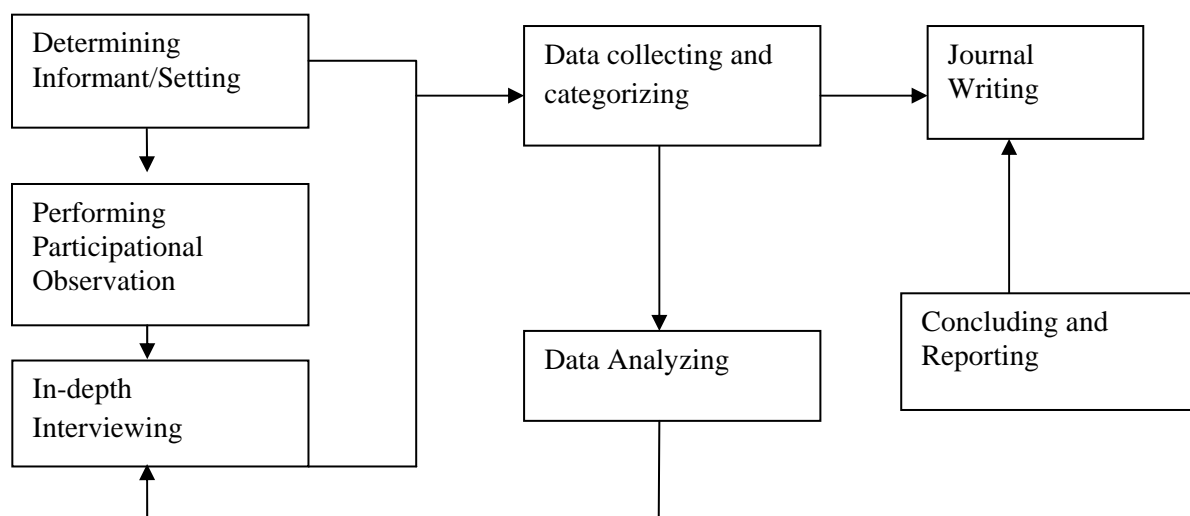 Determining
Informant/Setting
Performing
Participational
Observation
In-depth
Interviewing
Data collecting and
categorizing
Data Analyzing
Journal
Writing
Concluding and
Reporting